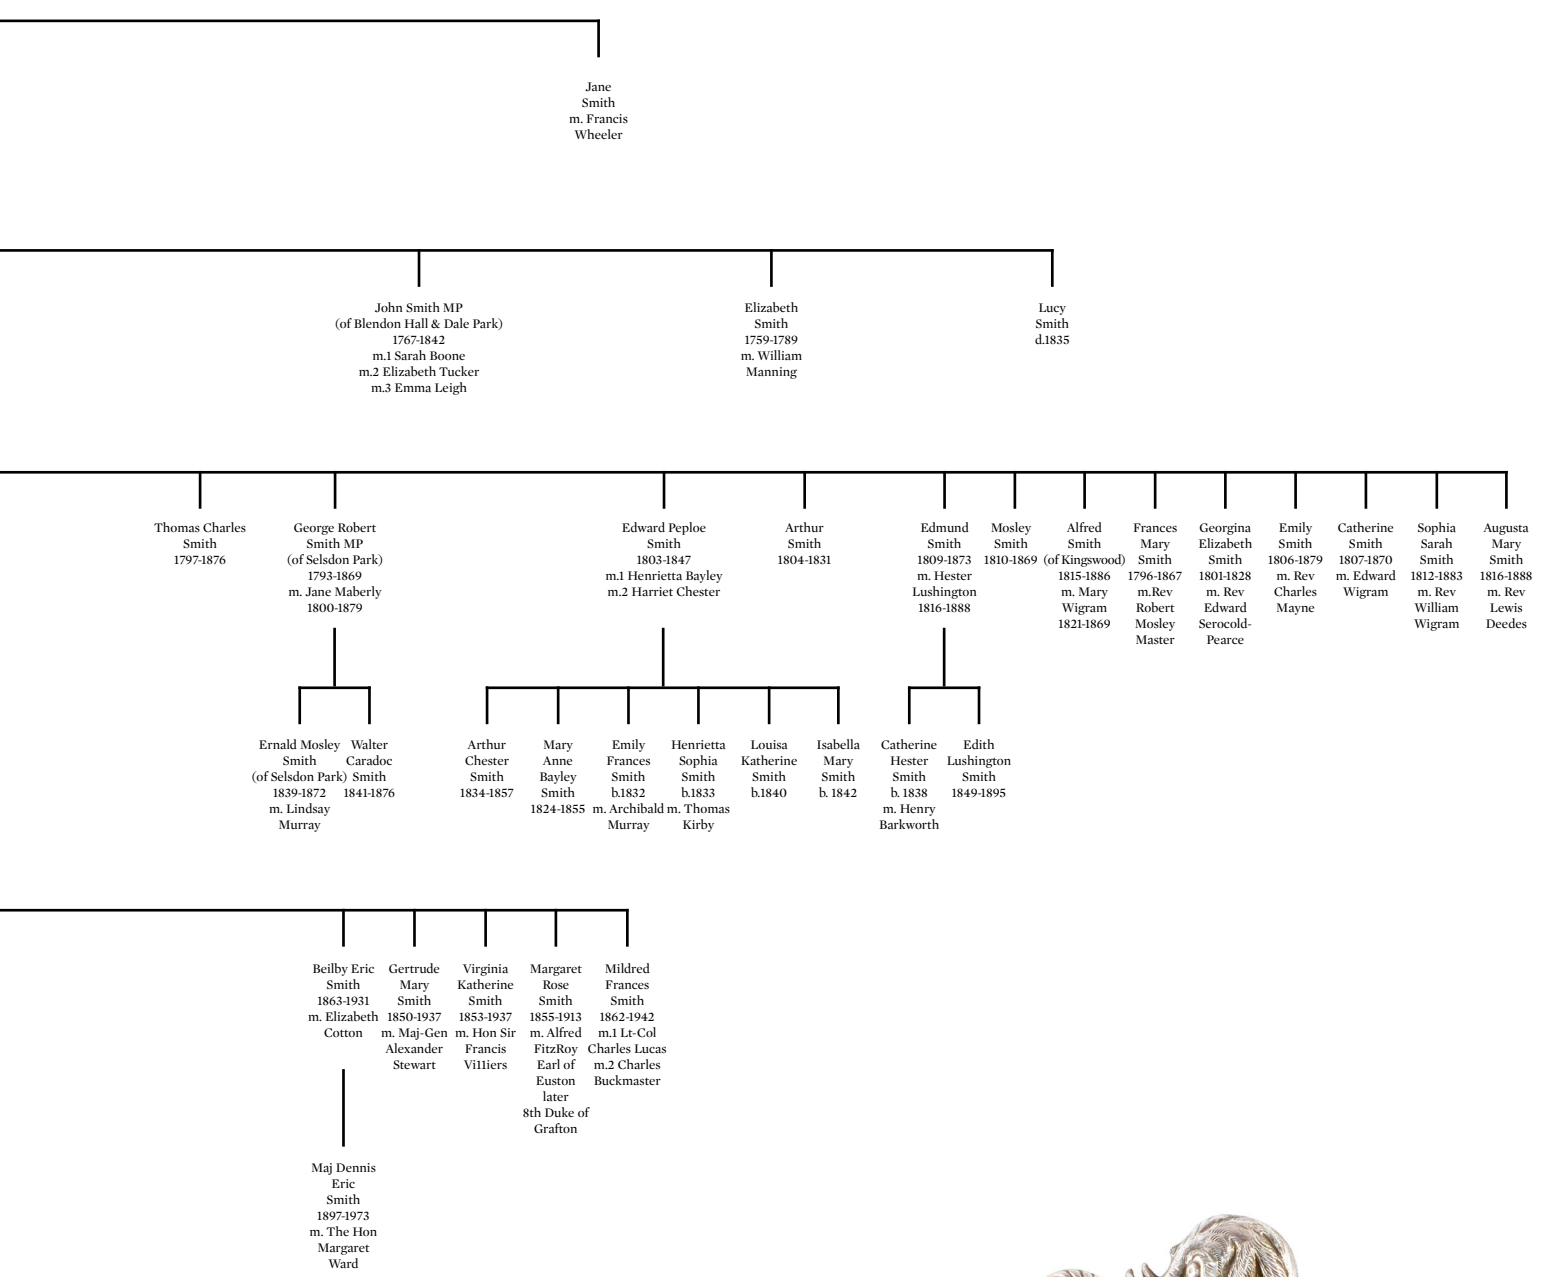 Jane
Smith
m. Francis
Wheeler
John Smith MP
(of Blendon Hall & Dale Park)
1767-1842
m.1 Sarah Boone
m.2 Elizabeth Tucker
m.3 Emma Leigh
Elizabeth
Smith
1759-1789
m. William
Manning
Lucy
Smith
d.1835
Thomas Charles
Smith
1797-1876
George Robert
Smith MP
(of Selsdon Park)
1793-1869
m. Jane Maberly
1800-1879
Edward Peploe
Smith
1803-1847
m.1 Henrietta Bayley
m.2 Harriet Chester
Arthur
Smith
1804-1831
Edmund
Smith
1809-1873
m. Hester
Lushington
1816-1888
Mosley
Smith
1810-1869
Alfred
Smith
(of Kingswood)
1815-1886
m. Mary
Wigram
1821-1869
Frances
Mary
Smith
1796-1867
m.Rev
Robert
Mosley
Master
Georgina
Elizabeth
Smith
1801-1828
m. Rev
Edward
Serocold-
Pearce
Emily
Smith
1806-1879
m. Rev
Charles
Mayne
Catherine
Smith
1807-1870
m. Edward
Wigram
Sophia
Sarah
Smith
1812-1883
m. Rev
William
Wigram
Augusta
Mary
Smith
1816-1888
m. Rev
Lewis
Deedes
Ernald Mosley
Smith
(of Selsdon Park)
1839-1872
m. Lindsay
Murray
Walter
Caradoc
Smith
1841-1876
Arthur
Chester
Smith
1834-1857
Mary
Anne
Bayley
Smith
1824-1855
Emily
Frances
Smith
b.1832
m. Archibald
Murray
Henrietta
Sophia
Smith
b.1833
m. Thomas
Kirby
Louisa
Katherine
Smith
b.1840
Isabella
Mary
Smith
b. 1842
Catherine
Hester
Smith
b. 1838
m. Henry
Barkworth
Edith
Lushington
Smith
1849-1895
Beilby Eric
Smith
1863-1931
m. Elizabeth
Cotton
Gertrude
Mary
Smith
1850-1937
m. Maj-Gen
Alexander
Stewart
Virginia
Katherine
Smith
1853-1937
m. Hon Sir
Francis
Vi11iers
Margaret
Rose
Smith
1855-1913
m. Alfred
FitzRoy
Earl of
Euston
later
8th Duke of
Grafton
Mildred
Frances
Smith
1862-1942
m.1 Lt-Col
Charles Lucas
m.2 Charles
Buckmaster
Maj Dennis
Eric
Smith
1897-1973
m. The Hon
Margaret
Ward